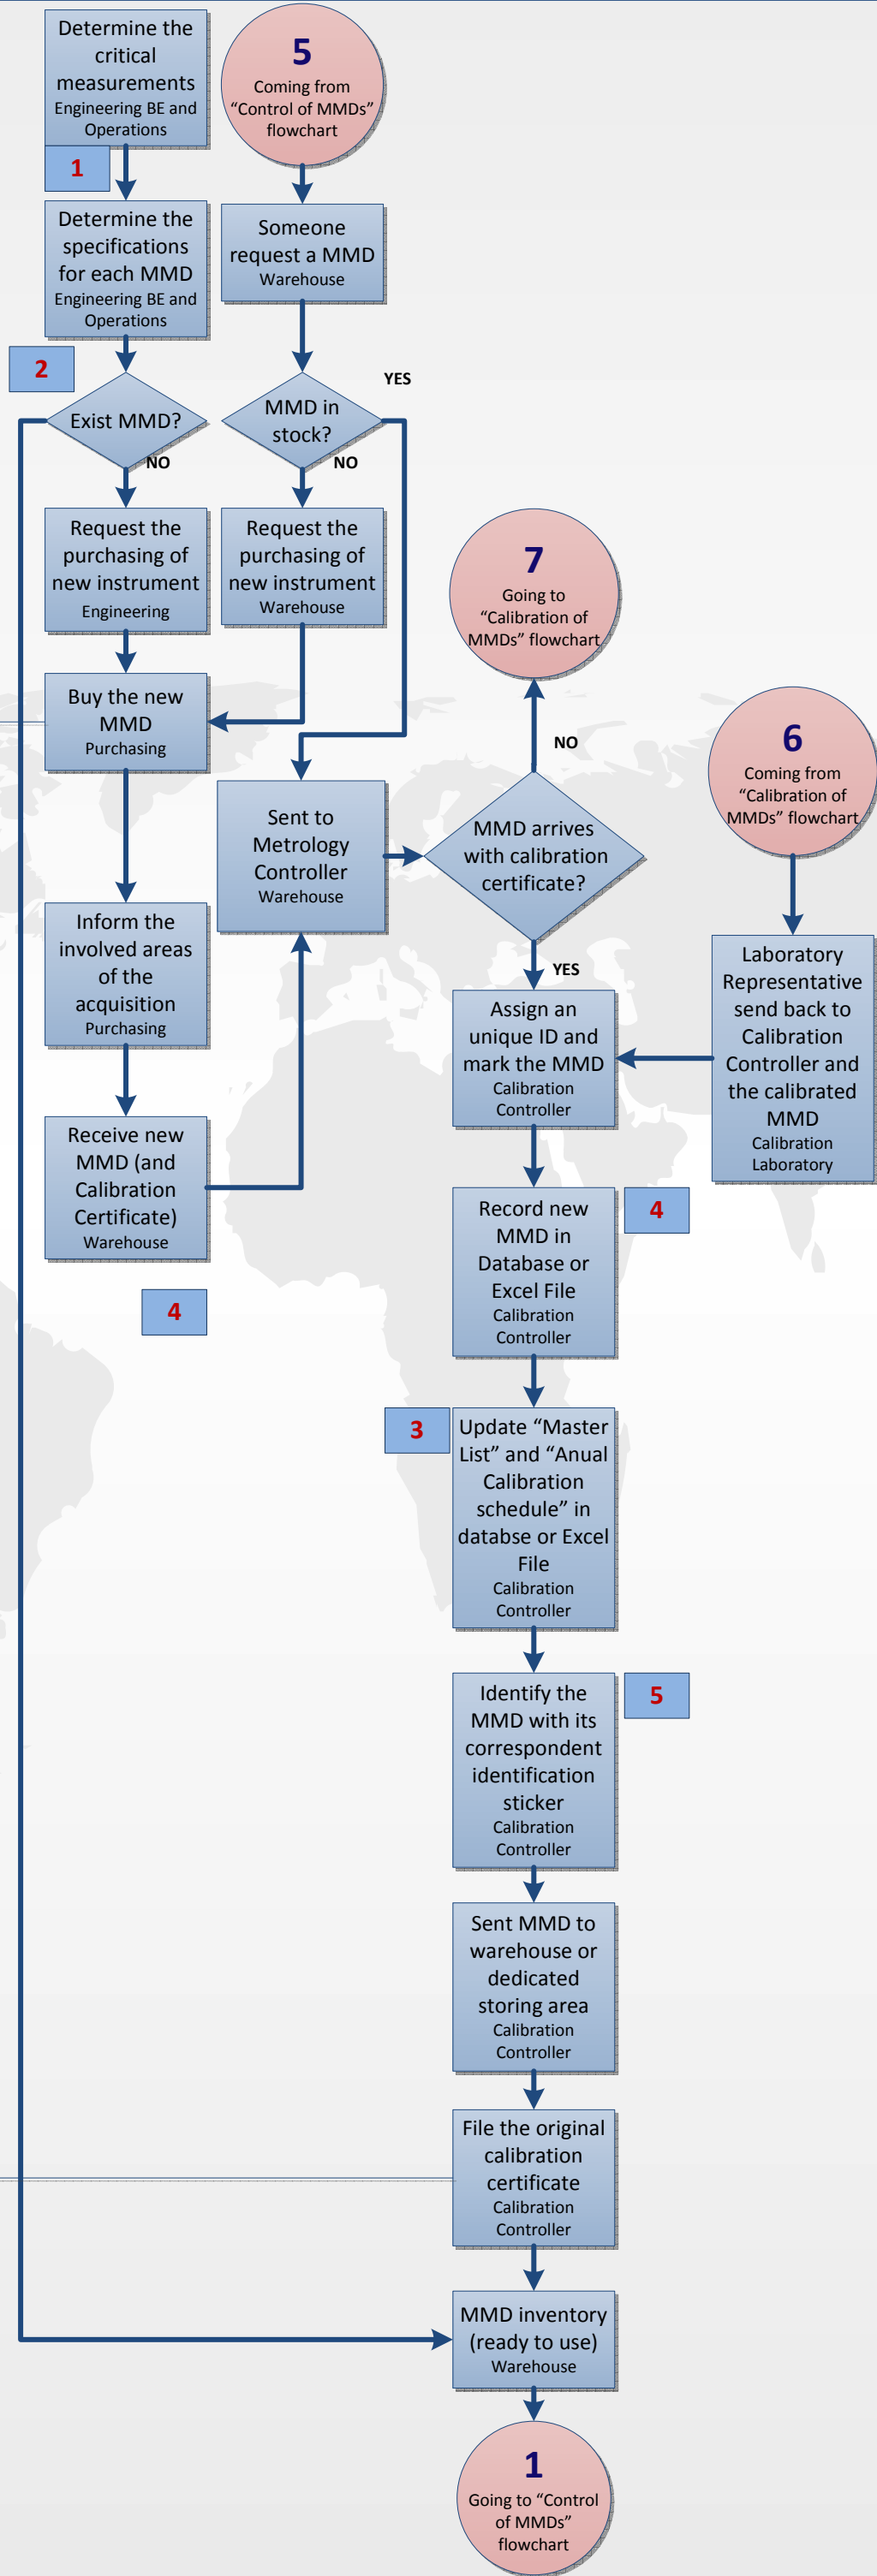 Determine the
critical
measurements
Engineering BE and
Operations
5
Coming from
“Control of MMDs”
flowchart
1
Determine the
specifications
for each MMD
Engineering BE and
Operations
Someone
request a MMD
Warehouse
2
Exist MMD?
NO
MMD in
stock?
YES
NO
Request the
purchasing of
new instrument
Engineering
Request the
purchasing of
new instrument
Warehouse
7
Going to
“Calibration of
MMDs” flowchart
Buy the new
MMD
Purchasing
NO
6
Coming from
“Calibration of
MMDs” flowchart
Sent to
Metrology
Controller
Warehouse
MMD arrives
with calibration
certificate?
YES
Inform the
involved areas
of the
acquisition
Purchasing
Laboratory
Representative
send back to
Calibration
Controller and
the calibrated
MMD
Calibration
Laboratory
Assign an
unique ID and
mark the MMD
Calibration
Controller
Receive new
MMD (and
Calibration
Certificate)
Warehouse
4
Record new
MMD in
Database or
Excel File
Calibration
Controller
4
3
Update “Master
List” and “Anual
Calibration
schedule” in
databse or Excel
File
Calibration
Controller
Identify the
MMD with its
correspondent
identification
sticker
Calibration
Controller
5
Sent MMD to
warehouse or
dedicated
storing area
Calibration
Controller
File the original
calibration
certificate
Calibration
Controller
MMD inventory
(ready to use)
Warehouse
1
Going to “Control
of MMDs”
flowchart